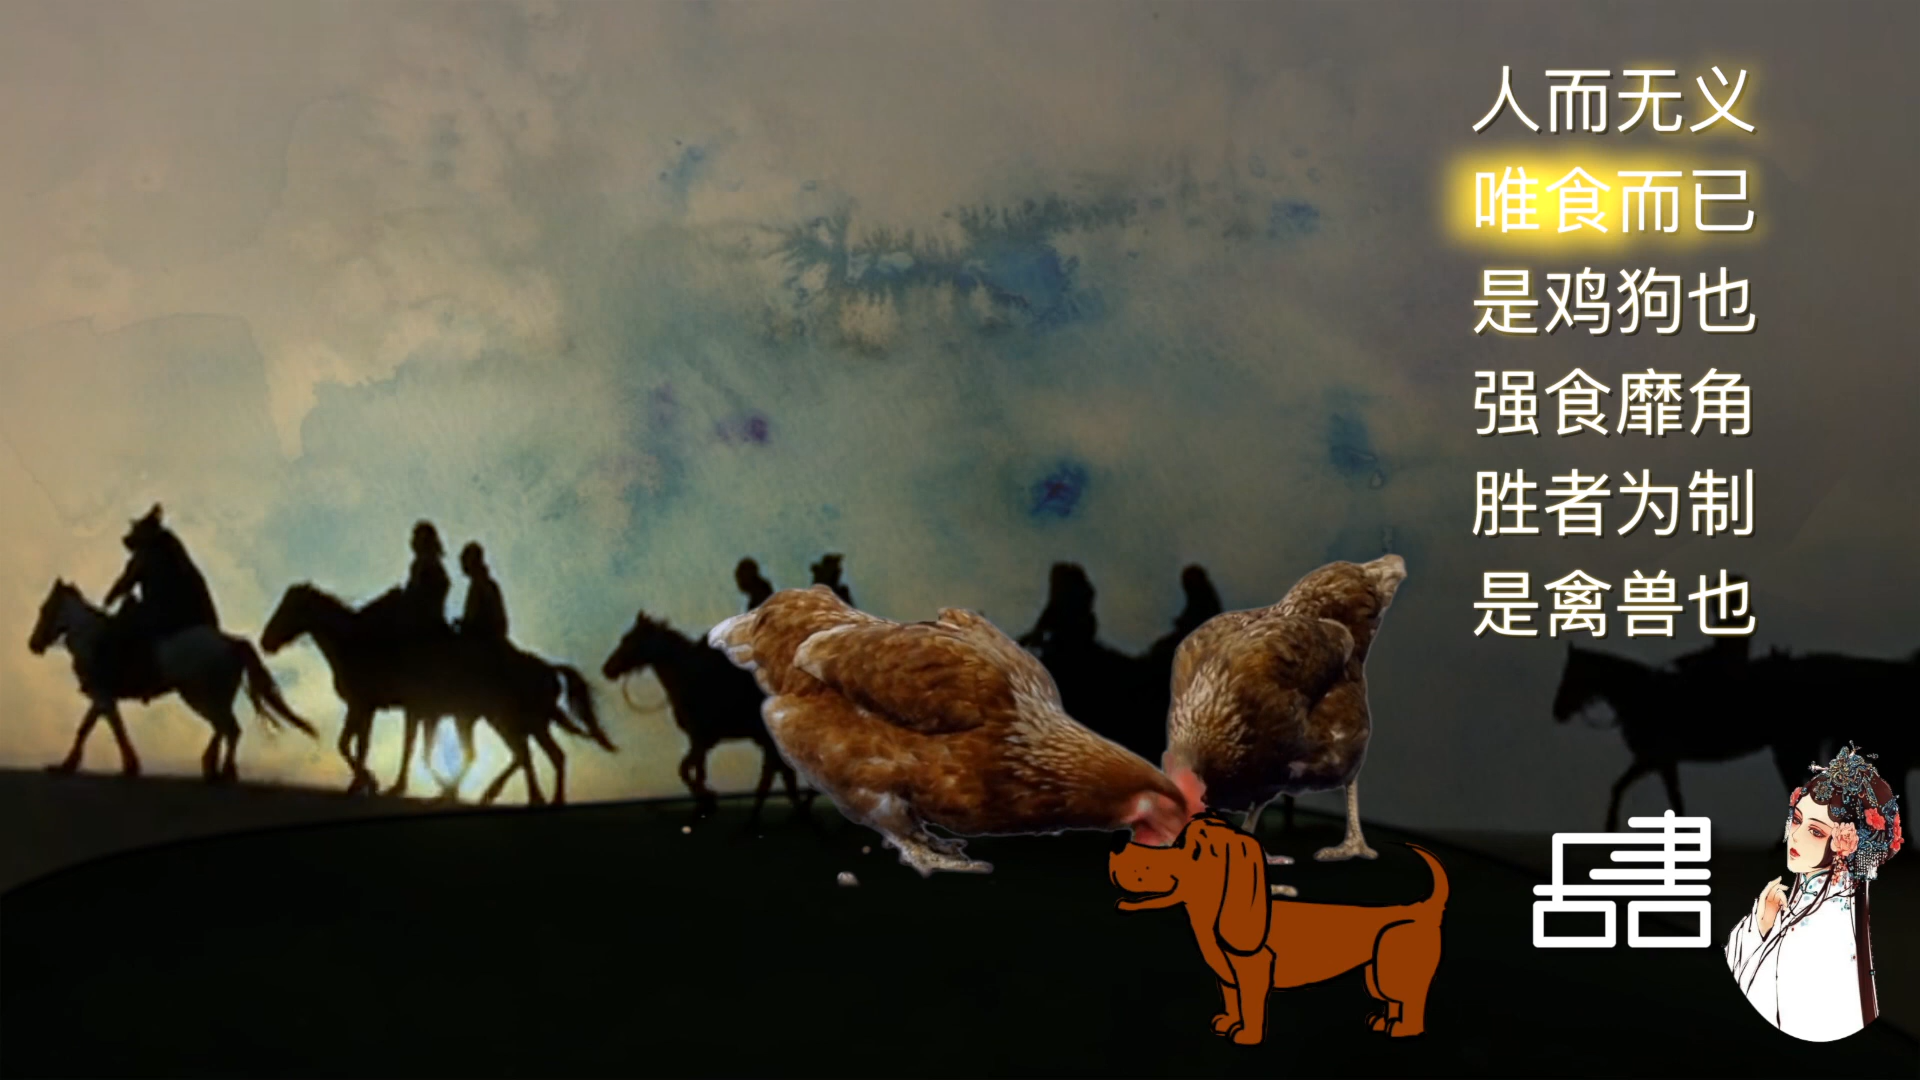 人而无义
唯食而已
是鸡狗也
强食靡角
胜者为制
是禽兽也